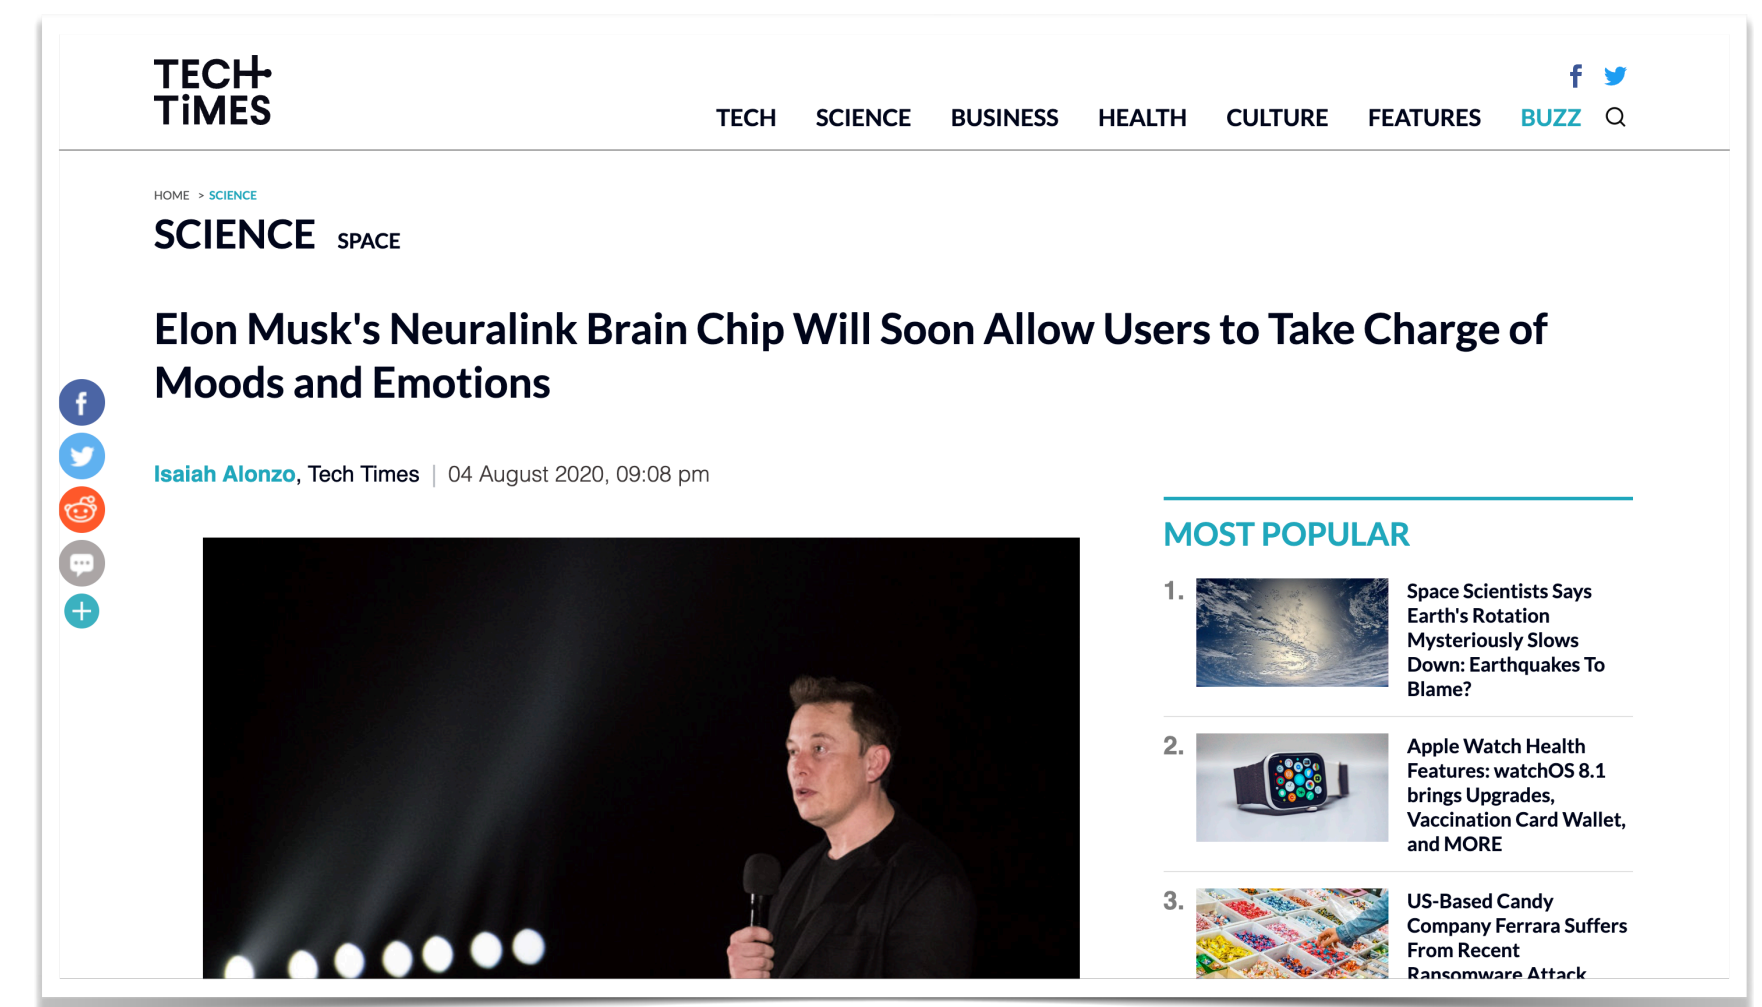 TECH
TiMES
TECH SCIENCE BUSINESS HEALTH CULTURE FEATURES BUZZ
HOME > SCIENCE
SCIENCE SPACE
Elon Musk's Neuralink Brain Chip Will Soon Allow Users to Take Charge of
Moods and Emotions
Isaiah Alonzo, Tech Times | 04 August 2020, 09:08 pm
MOST POPULAR
1.
Space Scientists Says
Earth's Rotation
Mysteriously Slows
Down: Earthquakes To
Blame?
2.
Apple Watch Health
Features: watchOS 8.1
brings Upgrades,
Vaccination Card Wallet,
and MORE
3.
US-Based Candy
Company Ferrara Suffers
From Recent
Ransomware Attack